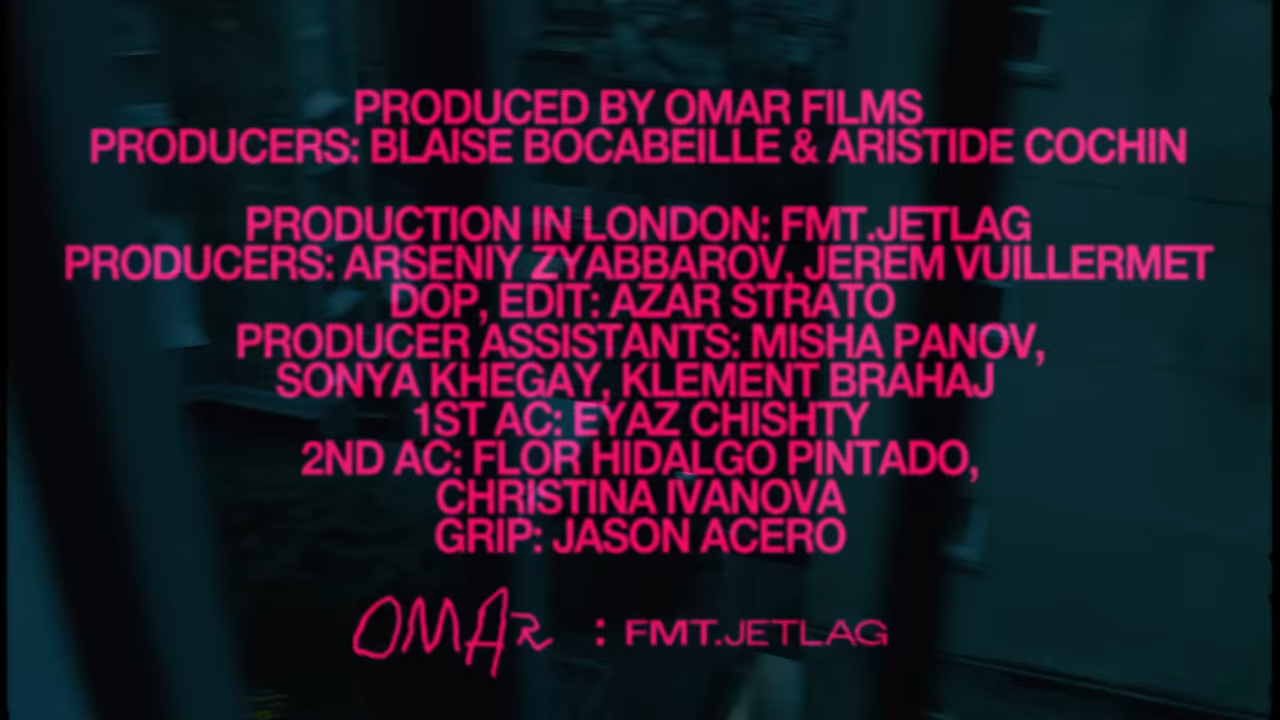 PRODUCED BY OMAR FILMS
PRODUCERS: BLAISE BOCABEILLE & ARISTIDE COCHIN
PRODUCTION IN LONDON: FMT.JETLAG
PRODUCERS: ARSENIY ZYABBAROV, JEREM VUILLERMET
DOP, EDIT: AZAR STRATO
PRODUCER ASSISTANTS: MISHA PANOV,
SONYA KHEGAY, KLEMENT BRAHAJ
1ST AC: EYAZ CHISHTY
2ND AC: FLOR HIDALGO PINTADO,
CHRISTINA IVANOVA
GRIP: JASON ACERO
OMAR : FMT.JETLAG